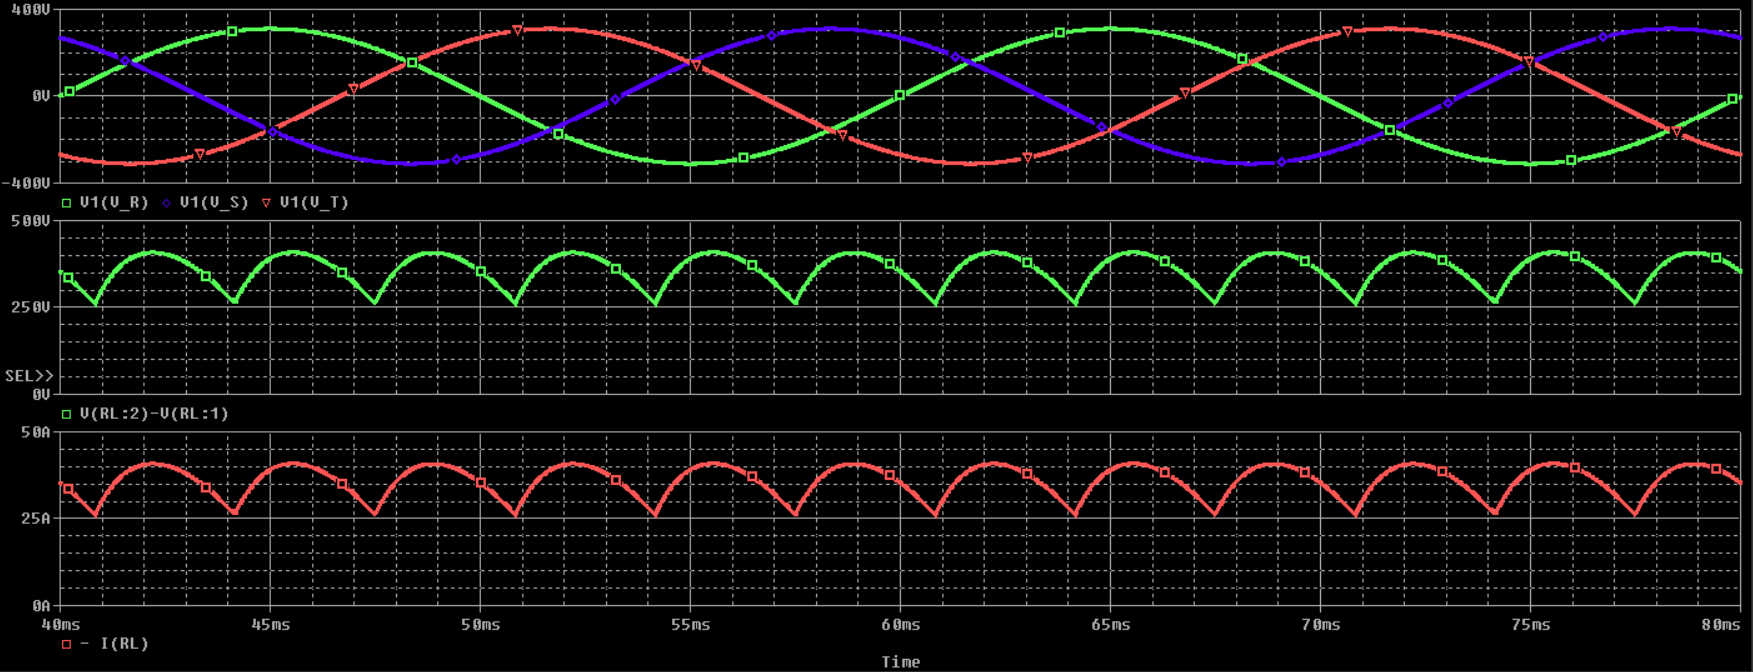 400V
0V
-400V
V1(V_R) V1(V_S) V1(V_T)
500V
250V
SEL>>
0V
V(RL:2)-V(RL:1)
50A
25A
0A
40ms 45ms 50ms 55ms 60ms 65ms 70ms 75ms 80ms
- I(RL)
Time